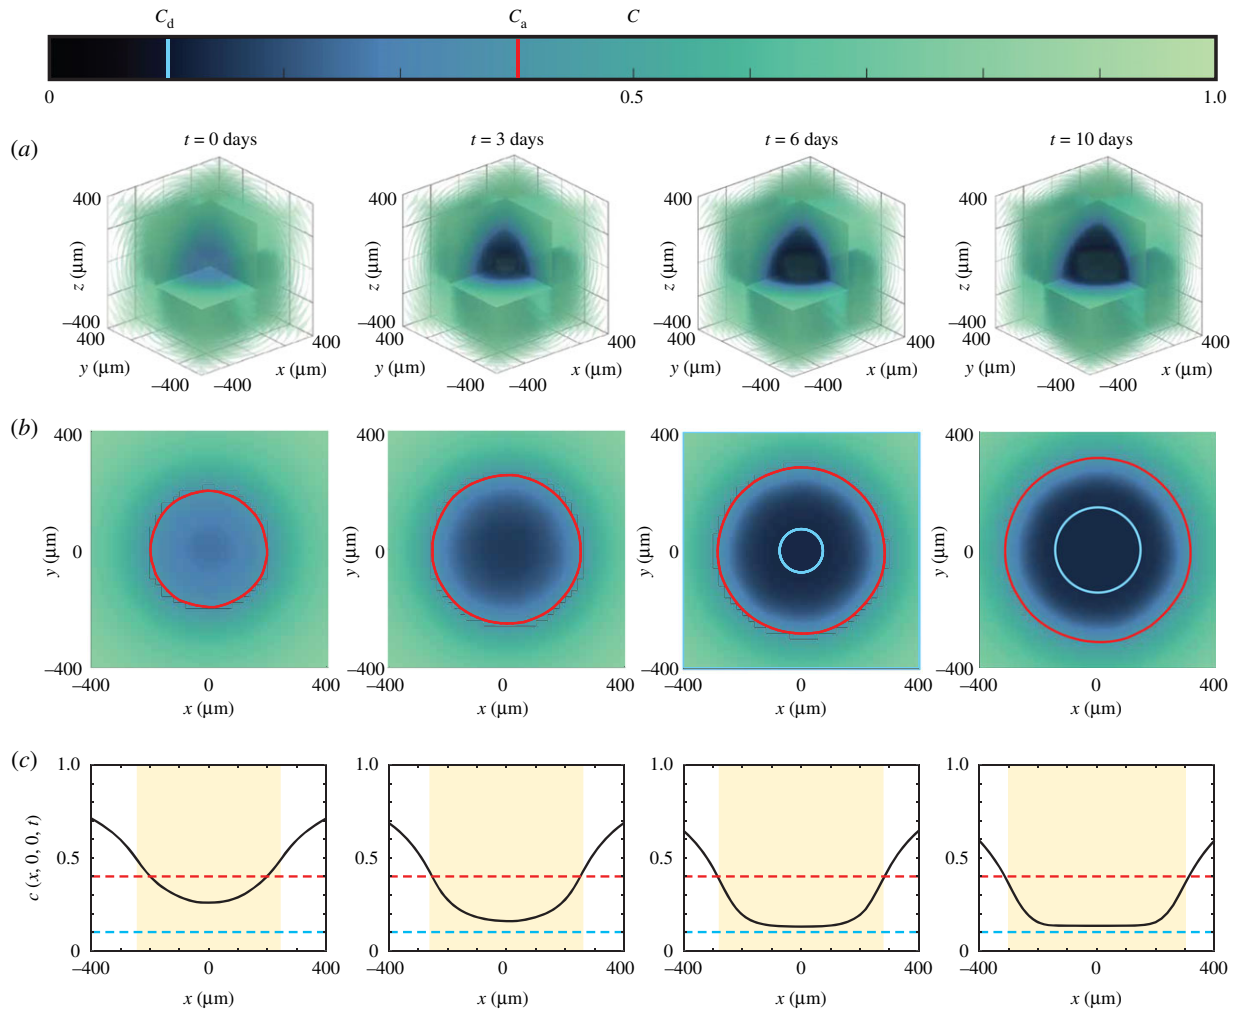 C_d C_a C
0 0.5 1.0
(a) t = 0 days t = 3 days t = 6 days t = 10 days
400 400 400 400
z (µm) z (µm) z (µm) z (µm)
–400 –400 –400 –400
400 400 400 400 400 400 400 400
y (µm) x (µm) y (µm) x (µm) y (µm) x (µm) y (µm) x (µm)
–400 –400 –400 –400 –400 –400 –400 –400
(b) 400 400 400 400
y (µm) 0 y (µm) 0 y (µm) 0 y (µm) 0
–400 –400 –400 –400
–400 0 400 –400 0 400 –400 0 400 –400 0 400
x (µm) x (µm) x (µm) x (µm)
(c) 1.0 1.0 1.0 1.0
c (x, 0, 0, t) 0.5 0.5 0.5 0.5
0 0 0 0
–400 0 400 –400 0 400 –400 0 400 –400 0 400
x (µm) x (µm) x (µm) x (µm)